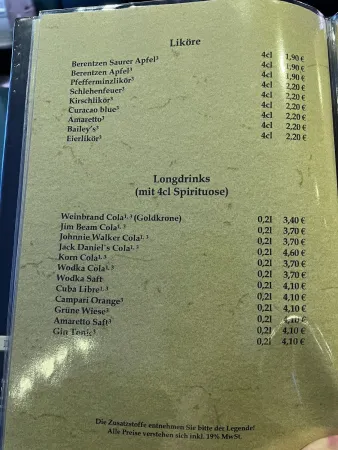 Liköre
Berentzen Saurer Apfel³ 4cl 1,90 €
Berentzen Apfel³ 4cl 1,90 €
Pfefferminzlikör³ 4cl 1,90 €
Schlehenfeuer³ 4cl 2,20 €
Kirschlikör³ 4cl 2,20 €
Curacao blue³ 4cl 2,20 €
Amaretto³ 4cl 2,20 €
Bailey's³ 4cl 2,20 €
Eierlikör³ 4cl 2,20 €
Longdrinks
(mit 4cl Spirituose)
Weinbrand Cola¹,³ (Goldkrone) 0,2l 3,40 €
Jim Beam Cola¹,³ 0,2l 3,70 €
Johnnie Walker Cola¹,³ 0,2l 3,70 €
Jack Daniel's Cola¹,³ 0,2l 4,60 €
Korn Cola¹,³ 0,2l 3,70 €
Wodka Cola¹,³ 0,2l 3,70 €
Wodka Saft 0,2l 4,10 €
Cuba Libre¹,³ 0,2l 4,10 €
Campari Orange³ 0,2l 4,10 €
Grüne Wiese³ 0,2l 4,10 €
Amaretto Saft³ 0,2l 4,10 €
Gin Tonic³ 0,2l 4,10 €
Die Zusatzstoffe entnehmen Sie bitte der Legende!
Alle Preise verstehen sich inkl. 19% MwSt.